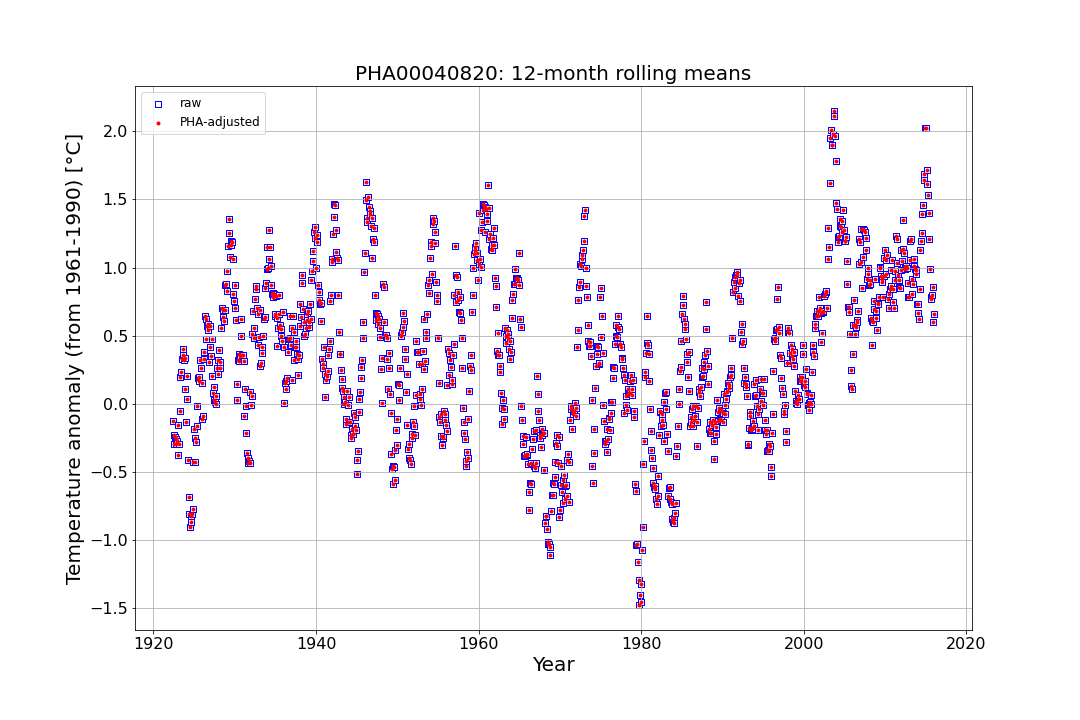 PHA00040820: 12-month rolling means
raw
PHA-adjusted
Temperature anomaly (from 1961-1990) [°C]
2.0
1.5
1.0
0.5
0.0
−0.5
−1.0
−1.5
1920
1940
1960
1980
2000
2020
Year